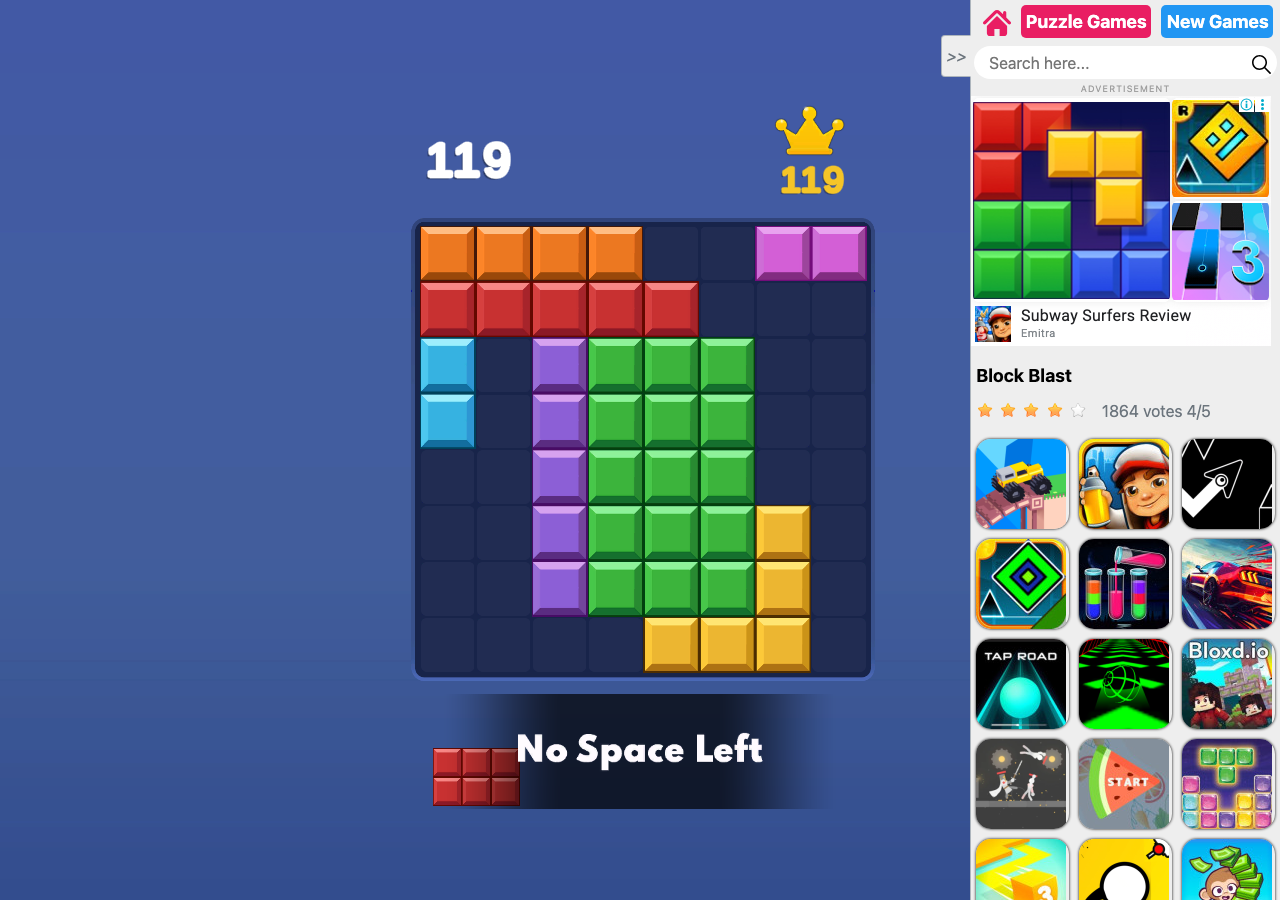 Puzzle Games
New Games
>>
Search here...
ADVERTISEMENT
119
119
R
3
Subway Surfers Review
Emitra
Block Blast
1864 votes 4/5
TAP ROAD
Bloxd.io
No Space Left
START
3